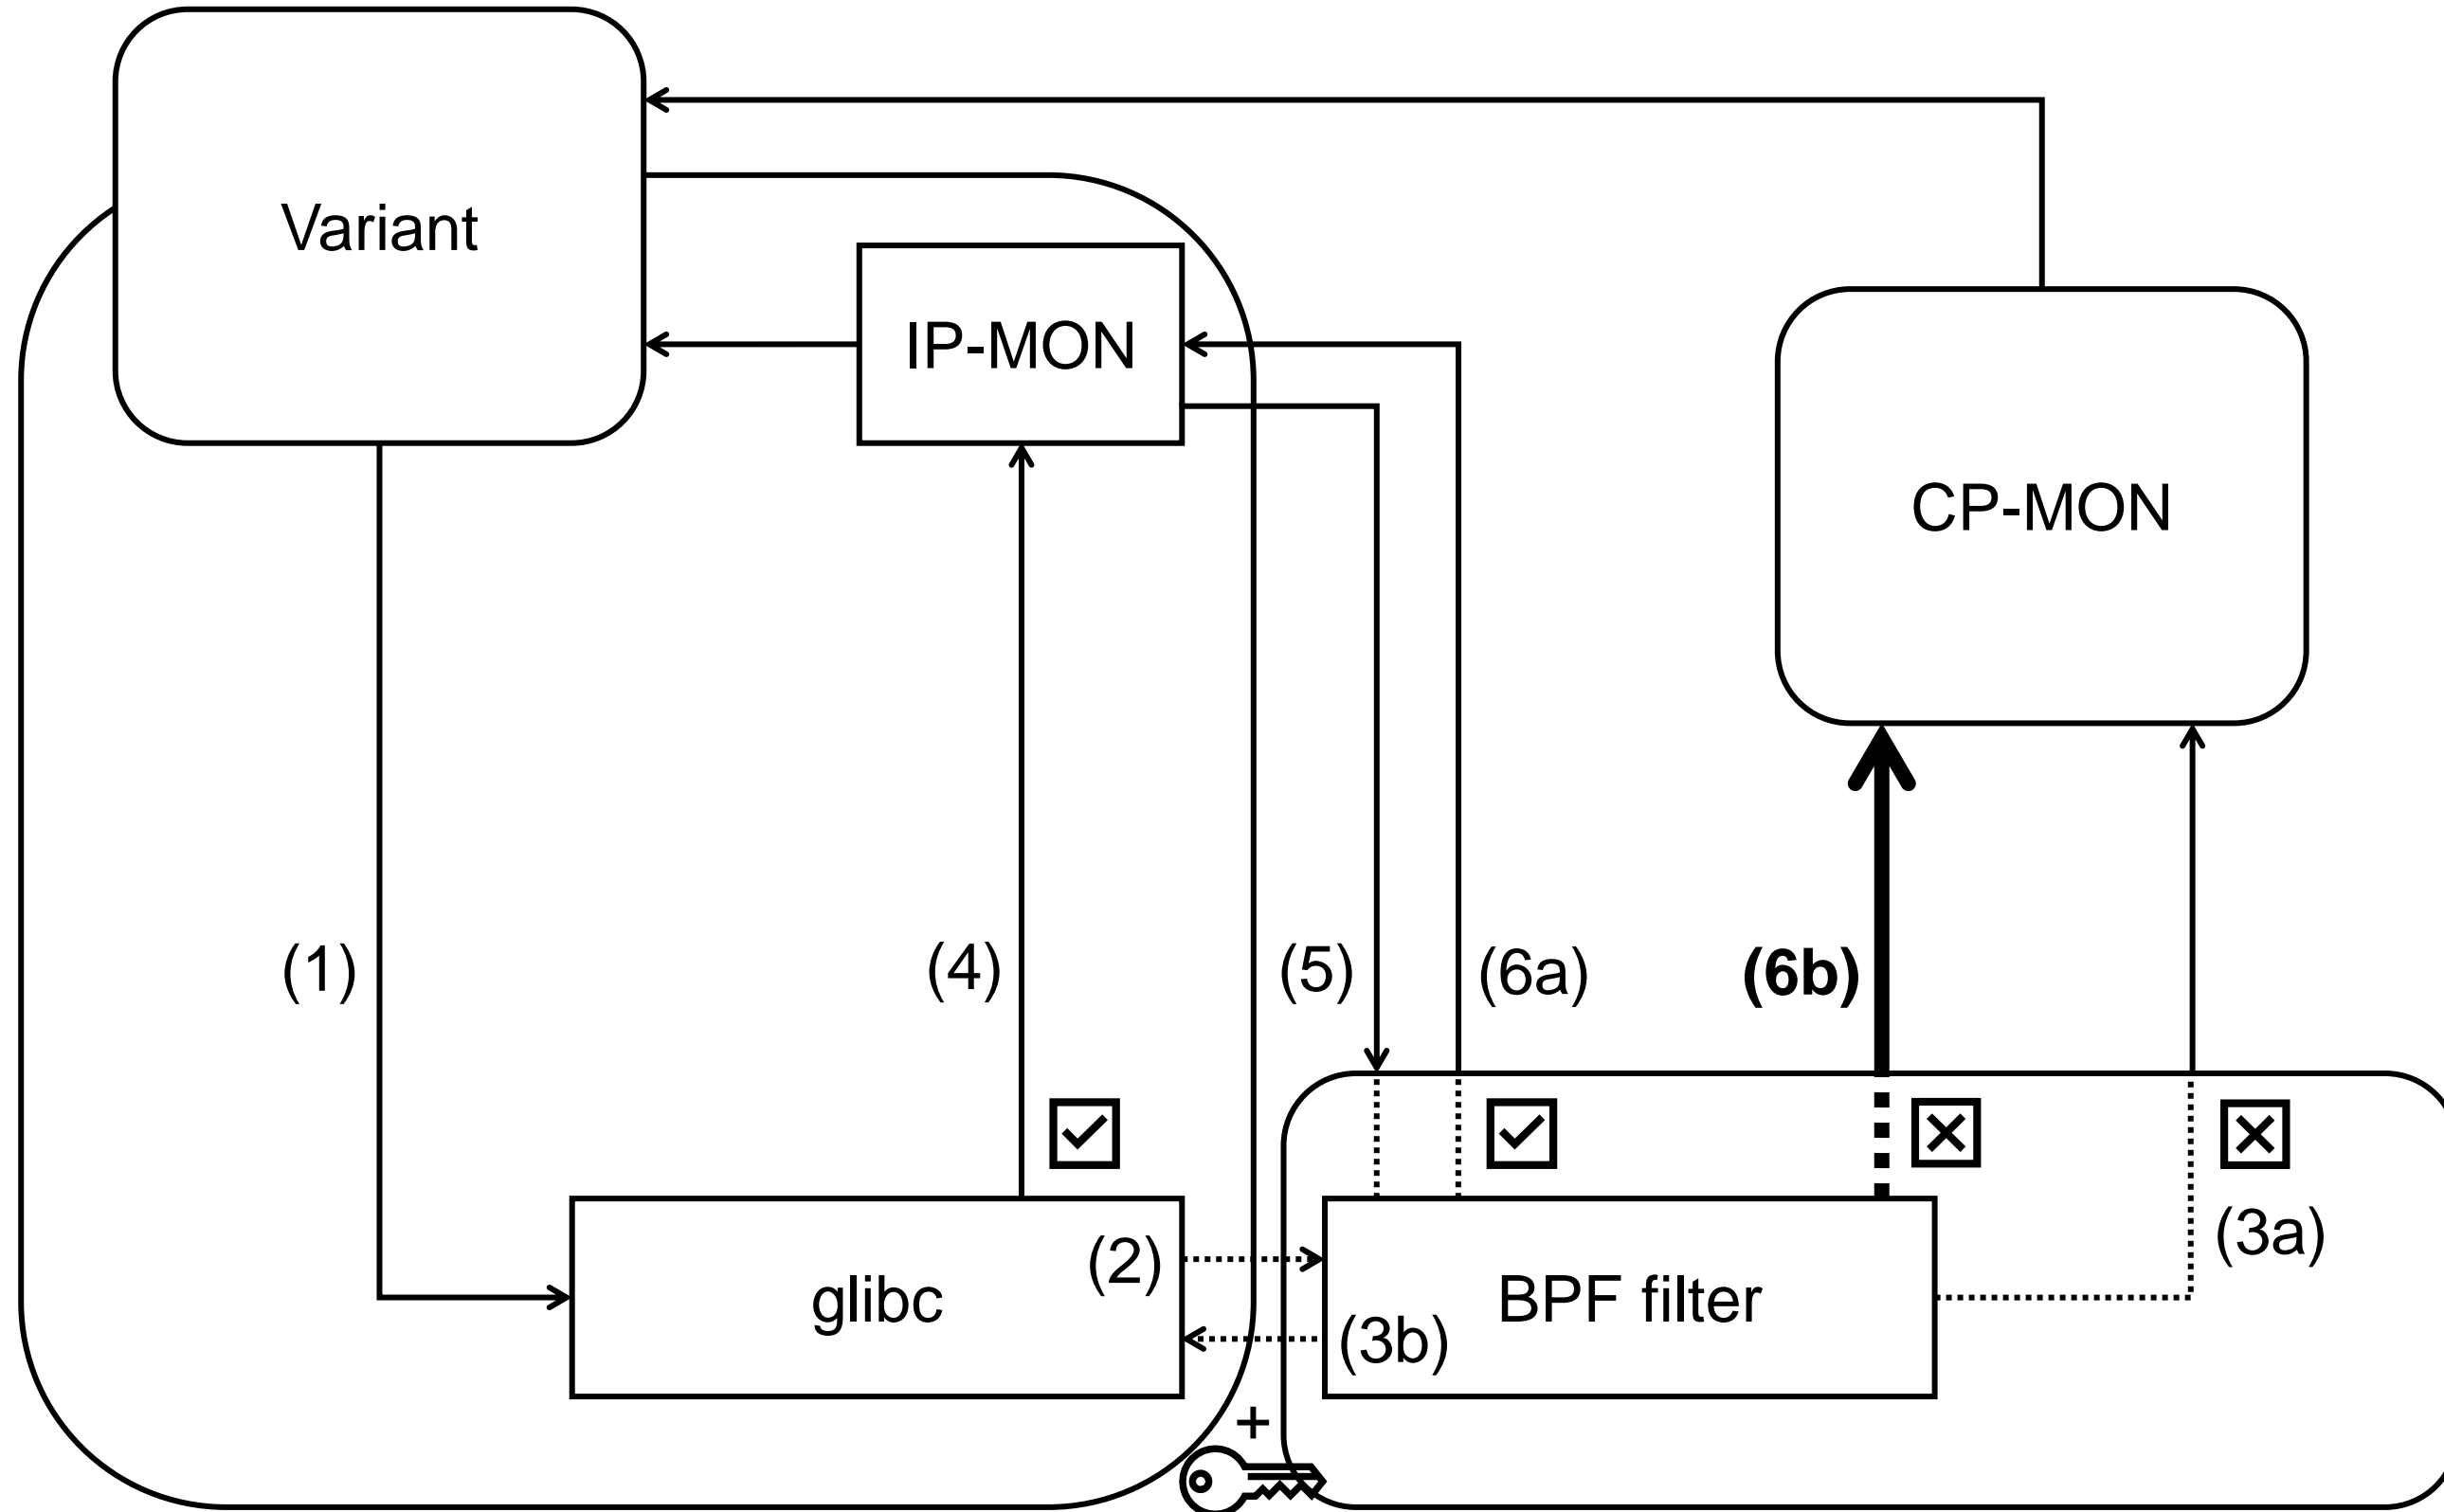 Variant
IP-MON
CP-MON
(1)
(4)
(5)
(6a)
(6b)
(2)
(3a)
glibc
BPF filter
(3b)
+